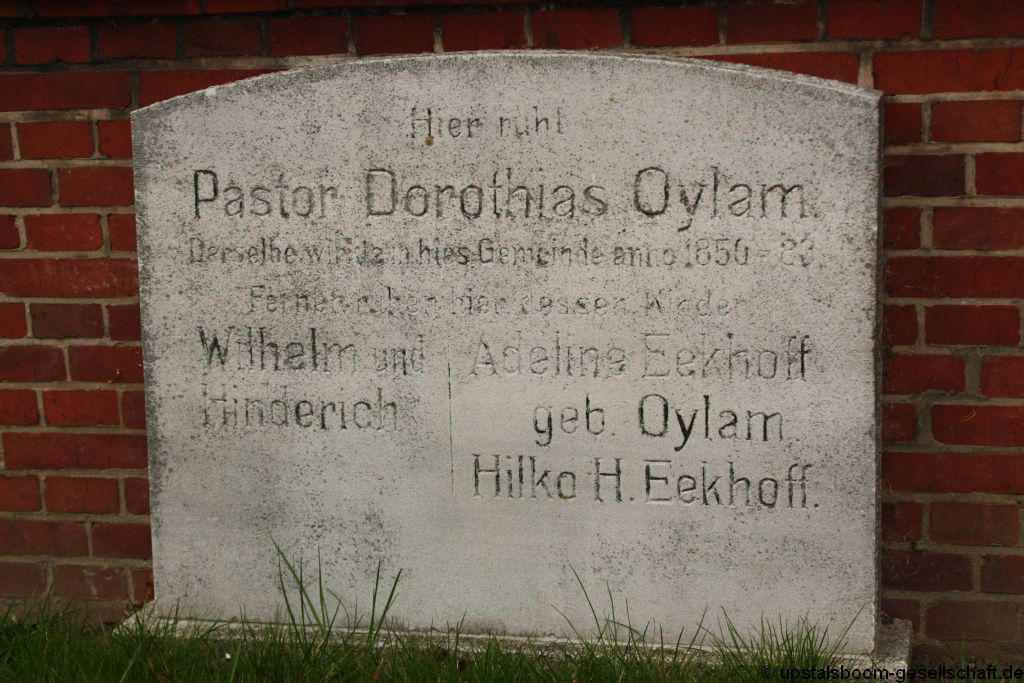 Hier ruht
Pastor Dorothias Oylam.
Derselbe wirkte in hies. Gemeinde anno 1850 - 83.
Ferner ruhen hier dessen Kinder
Wilhelm und
Hinderich
Adeline Eekhoff
geb. Oylam
Hilko H. Eekhoff.
© upstalsboom-gesellschaft.de